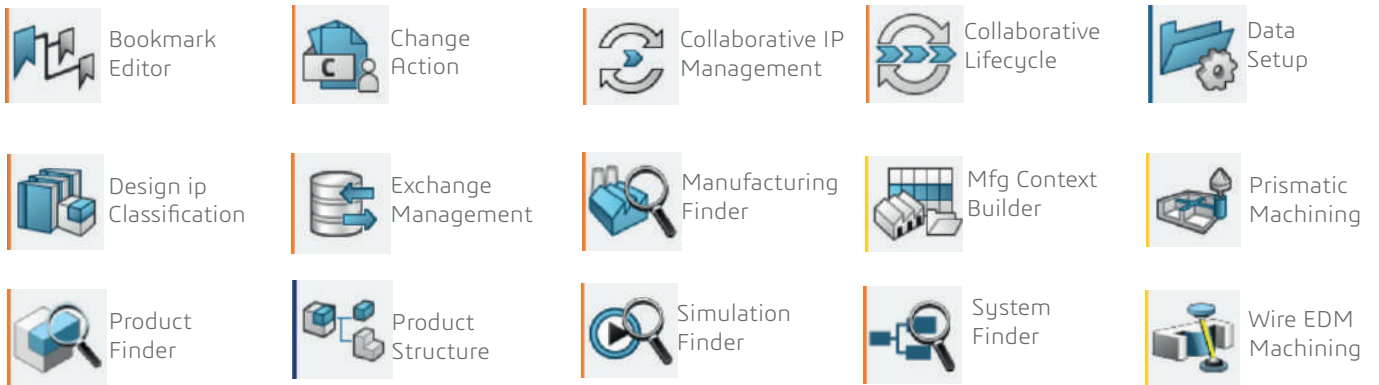 Bookmark
Editor
Change
Action
C
Collaborative IP
Management
Collaborative
Lifecycle
Data
Setup
Design ip
Classification
Exchange
Management
Manufacturing
Finder
Mfg Context
Builder
Prismatic
Machining
Product
Finder
Product
Structure
Simulation
Finder
System
Finder
Wire EDM
Machining